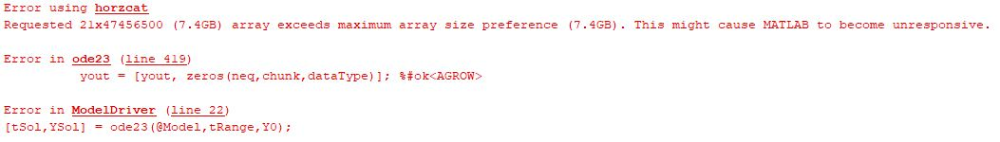 Error using horzcat
Requested 21x47456500 (7.4GB) array exceeds maximum array size preference (7.4GB). This might cause MATLAB to become unresponsive.
Error in ode23 (line 419)
yout = [yout, zeros(neq,chunk,dataType)]; %#ok<AGROW>
Error in ModelDriver (line 22)
[tSol,YSol] = ode23(@Model,tRange,Y0);